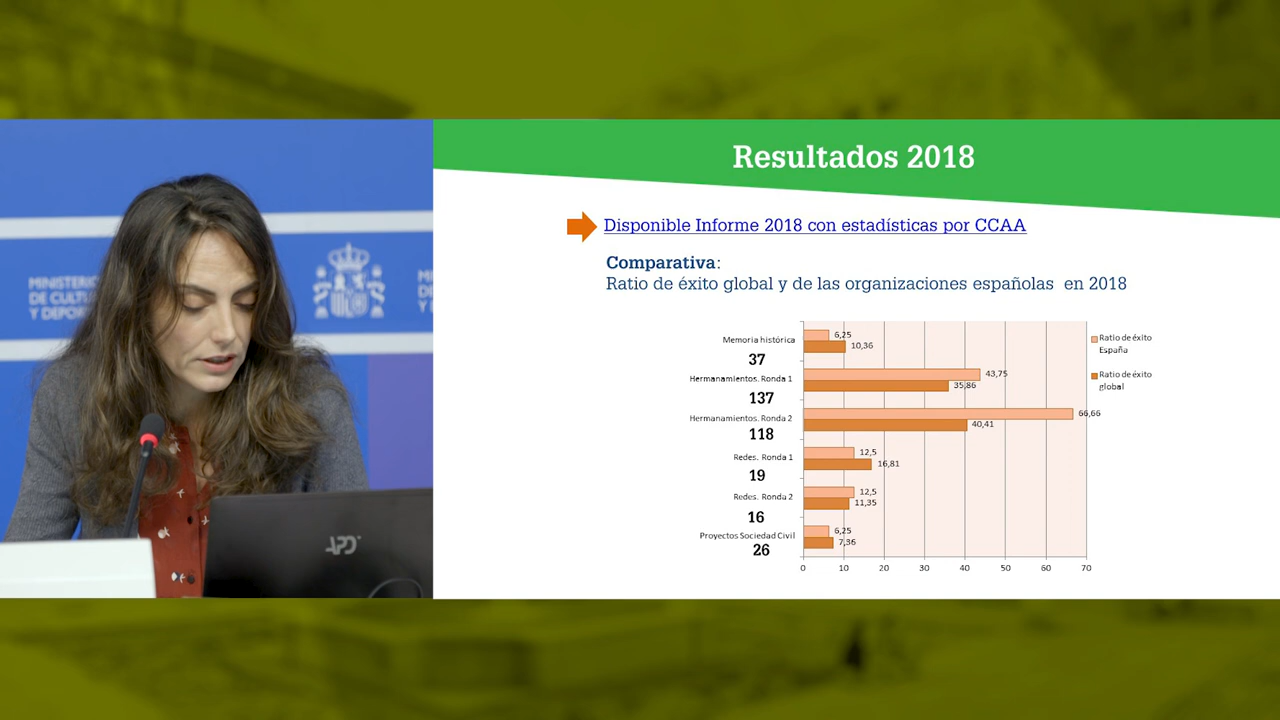 Resultados 2018
Disponible Informe 2018 con estadísticas por CCAA
Comparativa:
Ratio de éxito global y de las organizaciones españolas en 2018
Memoria histórica
37
6,25
10,36
Hermanamientos. Ronda 1
137
43,75
35,86
Hermanamientos. Ronda 2
118
66,66
40,41
Redes. Ronda 1
19
12,5
16,81
Redes. Ronda 2
16
12,5
11,35
Proyectos Sociedad Civil
26
6,25
7,36
0 10 20 30 40 50 60 70
Ratio de éxito
España
Ratio de éxito
global
MINISTERIO
DE CULTU
Y DEPOR
APD